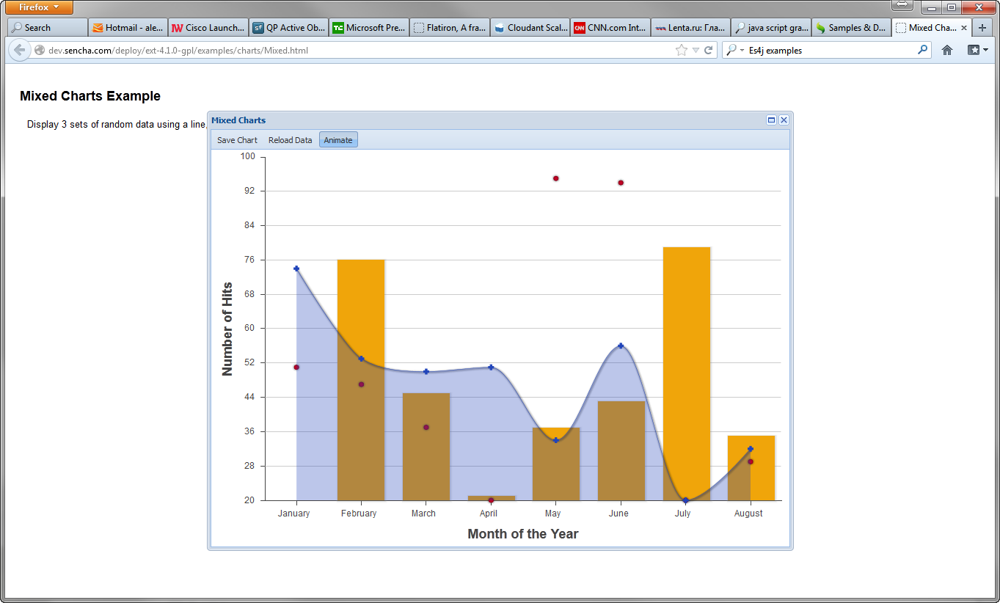 Firefox
Search
Hotmail - ale...
Cisco Launch...
QP Active Ob...
Microsoft Pre...
Flatiron, A fra...
Cloudant Scal...
CNN.com Int...
Lenta.ru: Гла...
java script gra...
Samples & D...
Mixed Cha...
dev.sencha.com/deploy/ext-4.1.0-gpl/examples/charts/Mixed.html
Es4j examples
Mixed Charts Example
Display 3 sets of random data using a line,
Mixed Charts
Save Chart Reload Data Animate
100
92
84
76
68
60
52
44
36
28
20
Number of Hits
January February March April May June July August
Month of the Year